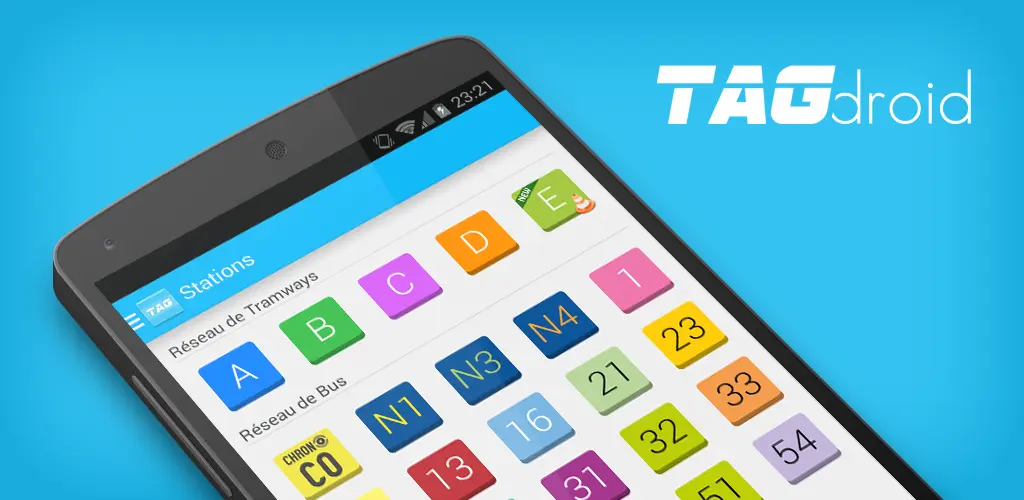 TAGdroid
23:21
TAG Stations
Réseau de Tramways
A B C D E
NEW
Réseau de Bus
CHRONO
CO N1 N3 N4 1
13 16 21 23
31 32 33
51 54